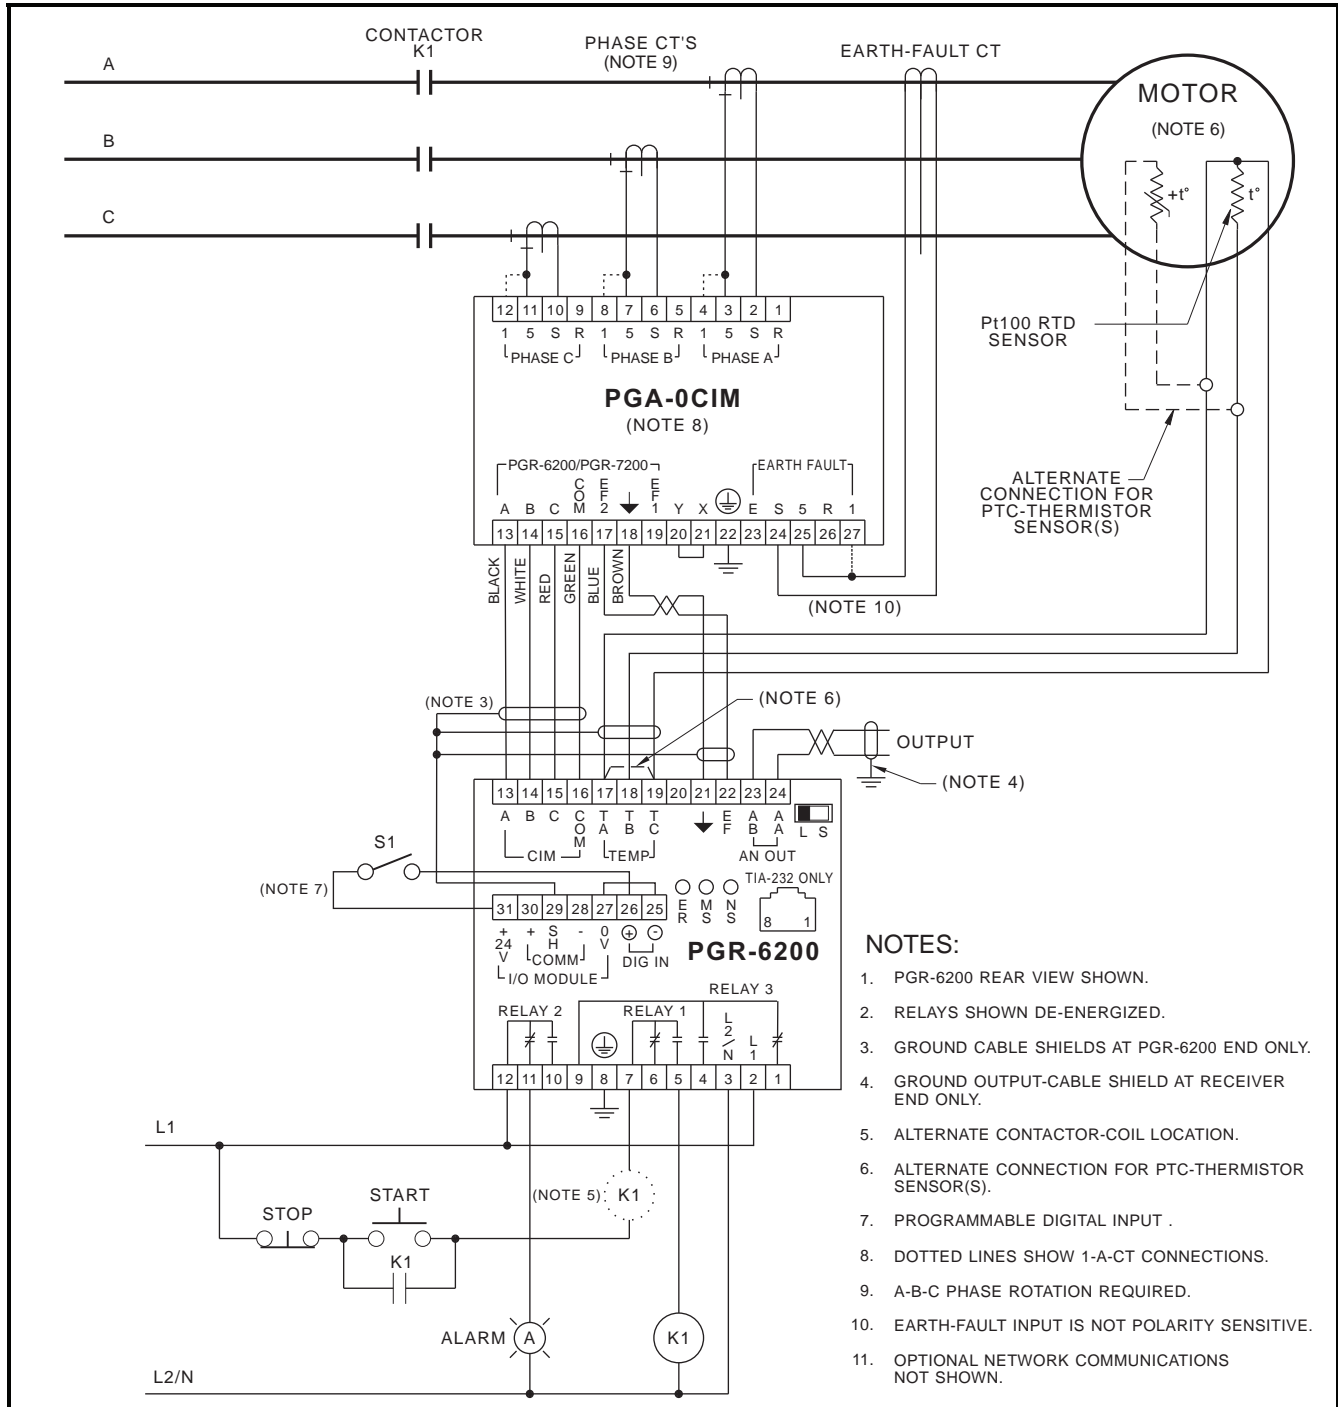 CONTACTOR
K1
PHASE CT'S
(NOTE 9)
EARTH-FAULT CT
A
B
C
MOTOR
(NOTE 6)
+t°
t°
Pt100 RTD
SENSOR
ALTERNATE
CONNECTION FOR
PTC-THERMISTOR
SENSOR(S)
12 11 10 9 8 7 6 5 4 3 2 1
1 5 S R 1 5 S R 1 5 S R
PHASE C PHASE B PHASE A
PGA-0CIM
(NOTE 8)
PGR-6200/PGR-7200
EARTH FAULT
A B C COM EF2 EF1 Y X E S 5 R 1
13 14 15 16 17 18 19 20 21 22 23 24 25 26 27
BLACK
WHITE
RED
GREEN
BLUE
BROWN
(NOTE 10)
(NOTE 3)
(NOTE 6)
OUTPUT
(NOTE 4)
13 14 15 16 17 18 19 20 21 22 23 24
A B C COM TA TB TC EF AB AA
L S
CIM TEMP AN OUT
S1
(NOTE 7)
TIA-232 ONLY
8 1
ER MS NS
31 30 29 28 27 26 25
+24V + SH - 0V + -
COMM DIG IN
I/O MODULE
PGR-6200
RELAY 3
RELAY 2 RELAY 1
L2/N L1
12 11 10 9 8 7 6 5 4 3 2 1
L1
(NOTE 5) K1
STOP
START
K1
ALARM A
K1
L2/N
NOTES:
1. PGR-6200 REAR VIEW SHOWN.
2. RELAYS SHOWN DE-ENERGIZED.
3. GROUND CABLE SHIELDS AT PGR-6200 END ONLY.
4. GROUND OUTPUT-CABLE SHIELD AT RECEIVER
END ONLY.
5. ALTERNATE CONTACTOR-COIL LOCATION.
6. ALTERNATE CONNECTION FOR PTC-THERMISTOR
SENSOR(S).
7. PROGRAMMABLE DIGITAL INPUT .
8. DOTTED LINES SHOW 1-A-CT CONNECTIONS.
9. A-B-C PHASE ROTATION REQUIRED.
10. EARTH-FAULT INPUT IS NOT POLARITY SENSITIVE.
11. OPTIONAL NETWORK COMMUNICATIONS
NOT SHOWN.